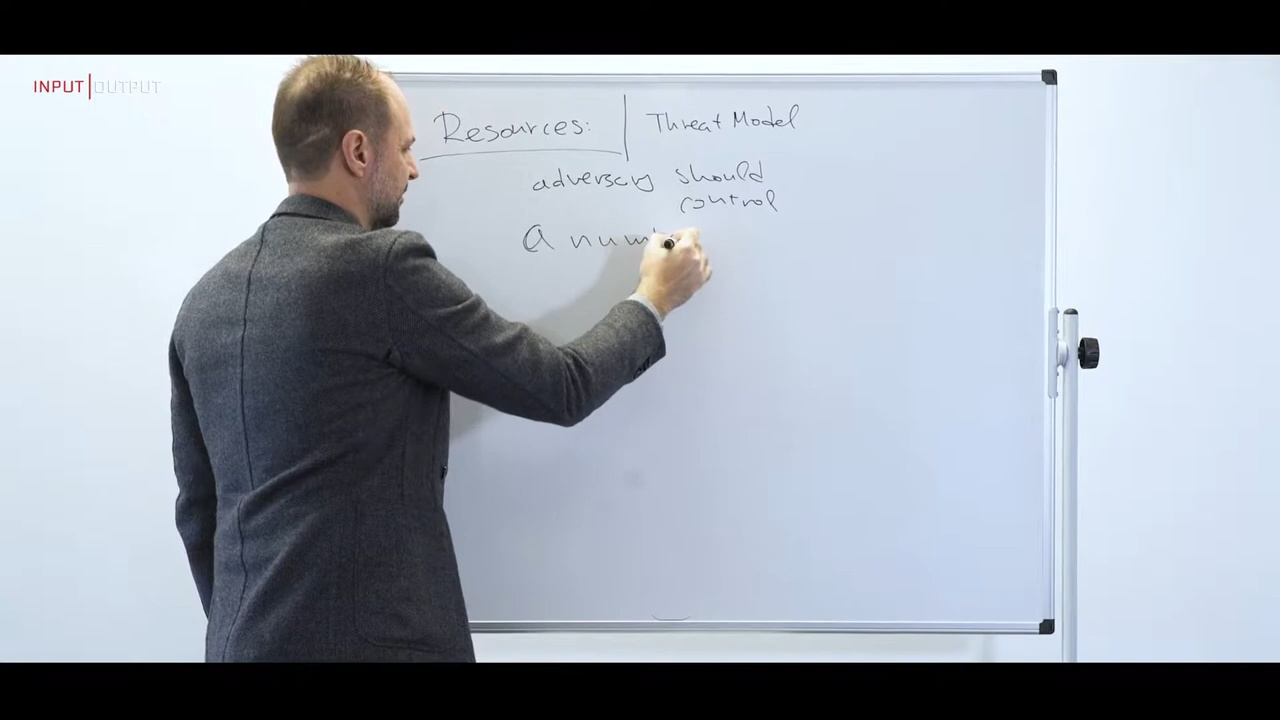 INPUT|OUTPUT
Resources: | Threat Model
adversary should
control
a num